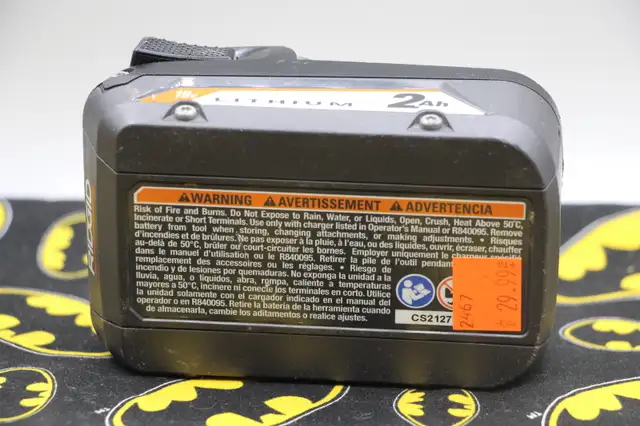 18V LITHIUM 2Ah
RIDGID
WARNING AVERTISSEMENT ADVERTENCIA
Risk of Fire and Burns. Do Not Expose to Rain, Water, or Liquids, Open, Crush, Heat Above 50°C,
Incinerate or Short Terminals. Use only with charger listed in Operator's Manual or R840095. Remove
battery from tool when storing, changing attachments, or making adjustments. • Risques
d'incendies et de brûlures. Ne pas exposer à la pluie, à l'eau, ou des liquides, ouvrir, écraser, chauffer
au-delà de 50°C, brûler ou court-circuiter les bornes. Employer uniquement le chargeur spécifié
dans le manuel d'utilisation ou le R840095. Retirer la pile de l'outil pendant
remplacement des accessoires ou les réglages. • Riesgo de
incendio y de lesiones por quemaduras. No exponga la unidad a la
lluvia, agua, o líquidos, abra, rompa, caliente a temperaturas
mayores a 50°C, incinere ni conecte los terminales en corto. Utilice
la unidad solamente con el cargador indicado en el manual del
operador o en R840095. Retire la batería de la herramienta cuando
de almacenarla, cambie los aditamentos o realice ajustes.
CS2127
2467
29.99